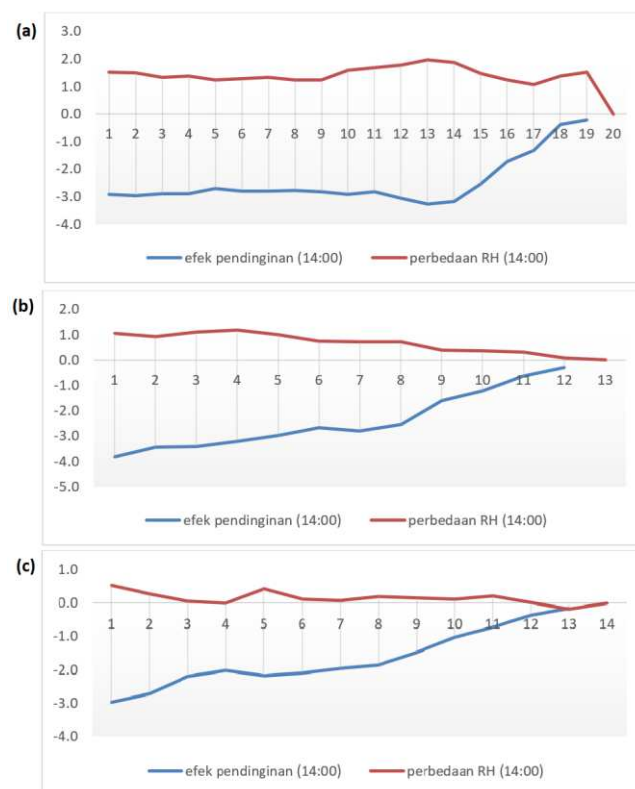 (a)
3.0
2.0
1.0
0.0
1 2 3 4 5 6 7 8 9 10 11 12 13 14 15 16 17 18 19 20
-1.0
-2.0
-3.0
-4.0
efek pendinginan (14:00) perbedaan RH (14:00)
(b)
2.0
1.0
0.0
1 2 3 4 5 6 7 8 9 10 11 12 13
-1.0
-2.0
-3.0
-4.0
-5.0
efek pendinginan (14:00) perbedaan RH (14:00)
(c)
1.0
0.0
1 2 3 4 5 6 7 8 9 10 11 12 13 14
-1.0
-2.0
-3.0
-4.0
efek pendinginan (14:00) perbedaan RH (14:00)